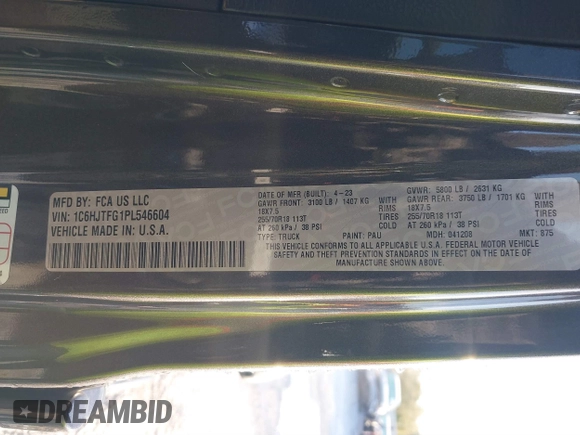 MFD BY: FCA US LLC
VIN: 1C6HJTFG1PL546604
VEHICLE MADE IN: U.S.A.
DATE OF MFR (BUILT): 4-23
GAWR FRONT: 3100 LB / 1407 KG
18X7.5
255/70R18 113T
AT 260 kPa / 38 PSI
TYPE: TRUCK
WITH
RIMS
TIRES
COLD
GVWR: 5800 LB / 2631 KG
GAWR REAR: 3750 LB / 1701 KG
18X7.5
255/70R18 113T
AT 260 kPa / 38 PSI
WITH
RIMS
TIRES
COLD
PAINT: PAU
MDH: 041208
MKT: 875
THIS VEHICLE CONFORMS TO ALL APPLICABLE U.S.A. FEDERAL MOTOR VEHICLE
SAFETY AND THEFT PREVENTION STANDARDS IN EFFECT ON THE DATE OF
MANUFACTURE SHOWN ABOVE.
DREAMBID